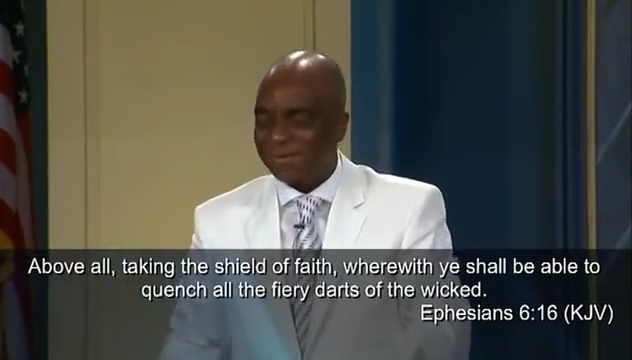 Above all, taking the shield of faith, wherewith ye shall be able to
quench all the fiery darts of the wicked.
Ephesians 6:16 (KJV)